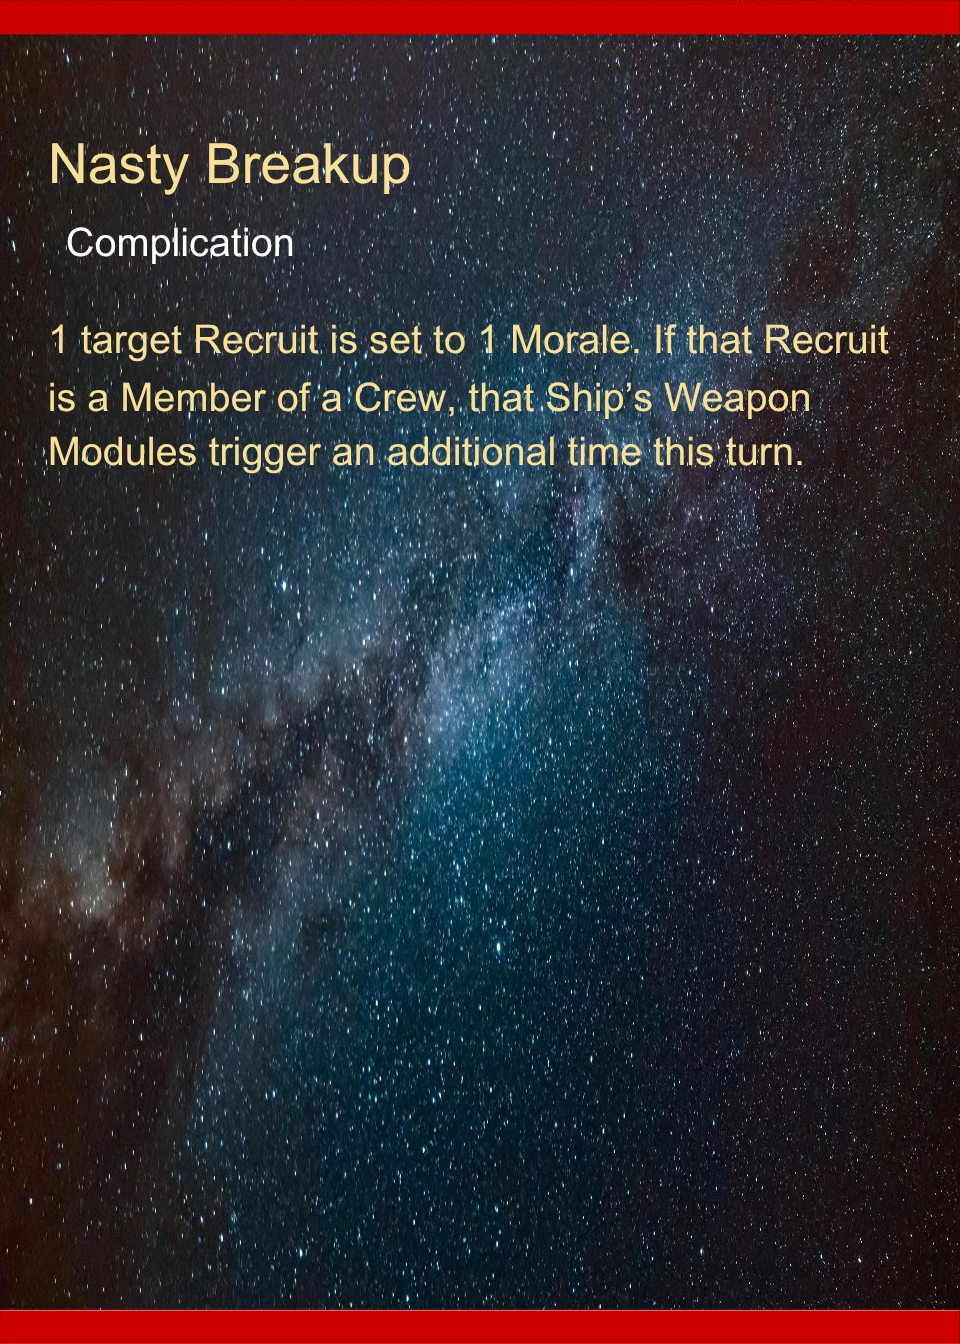 Nasty Breakup
Complication
1 target Recruit is set to 1 Morale. If that Recruit
is a Member of a Crew, that Ship’s Weapon
Modules trigger an additional time this turn.